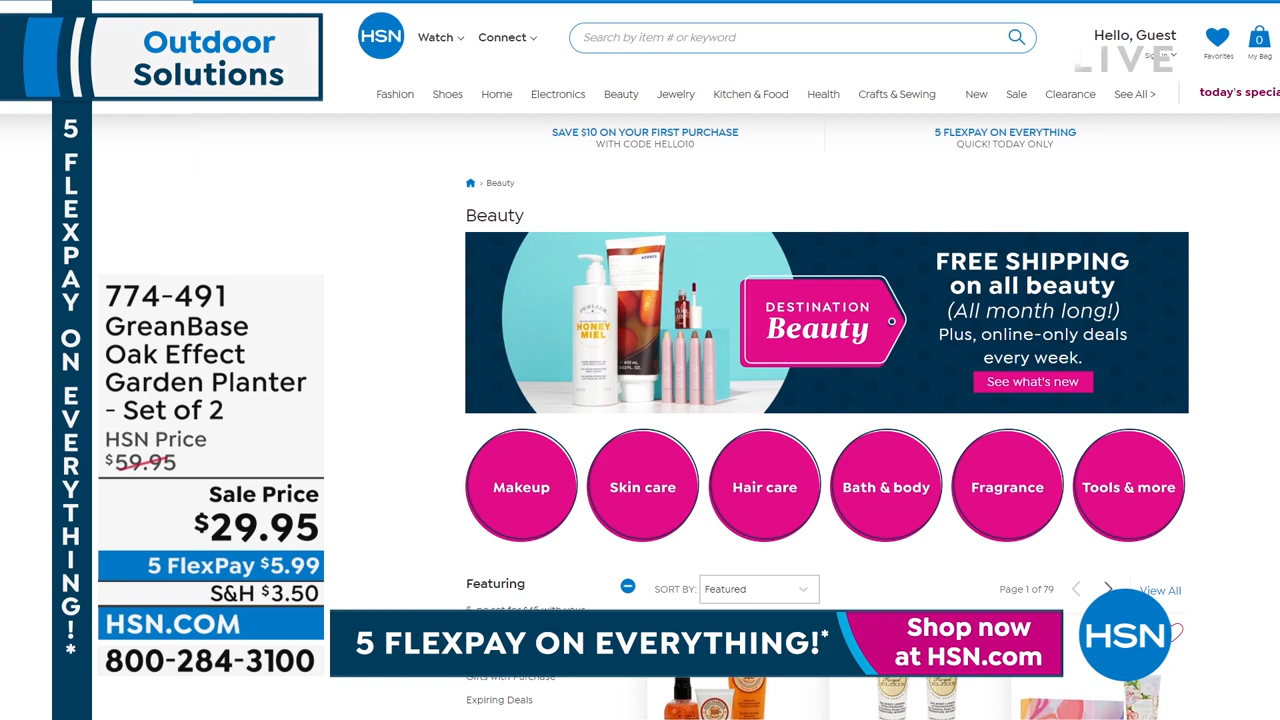 Outdoor
Solutions
5 FLEXPAY ON EVERYTHING!*
774-491
GreanBase
Oak Effect
Garden Planter
- Set of 2
HSN Price
$59.95
Sale Price
$29.95
5 FlexPay $5.99
S&H $3.50
HSN.COM
800-284-3100
HSN
Watch
Connect
Search by item # or keyword
Hello, Guest
LIVE
Favorites
0
My Bag
Fashion
Shoes
Home
Electronics
Beauty
Jewelry
Kitchen & Food
Health
Crafts & Sewing
New
Sale
Clearance
See All >
today's specia
SAVE $10 ON YOUR FIRST PURCHASE
WITH CODE HELLO10
5 FLEXPAY ON EVERYTHING
QUICK! TODAY ONLY
> Beauty
Beauty
PERLIER
HONEY
MIEL
KORRES
DESTINATION
Beauty
FREE SHIPPING
on all beauty
(All month long!)
Plus, online-only deals
every week.
See what's new
Makeup
Skin care
Hair care
Bath & body
Fragrance
Tools & more
Featuring
SORT BY:
Featured
Page 1 of 79
View All
5 FLEXPAY ON EVERYTHING!*
Shop now
at HSN.com
HSN
Gifts with Purchase
Expiring Deals